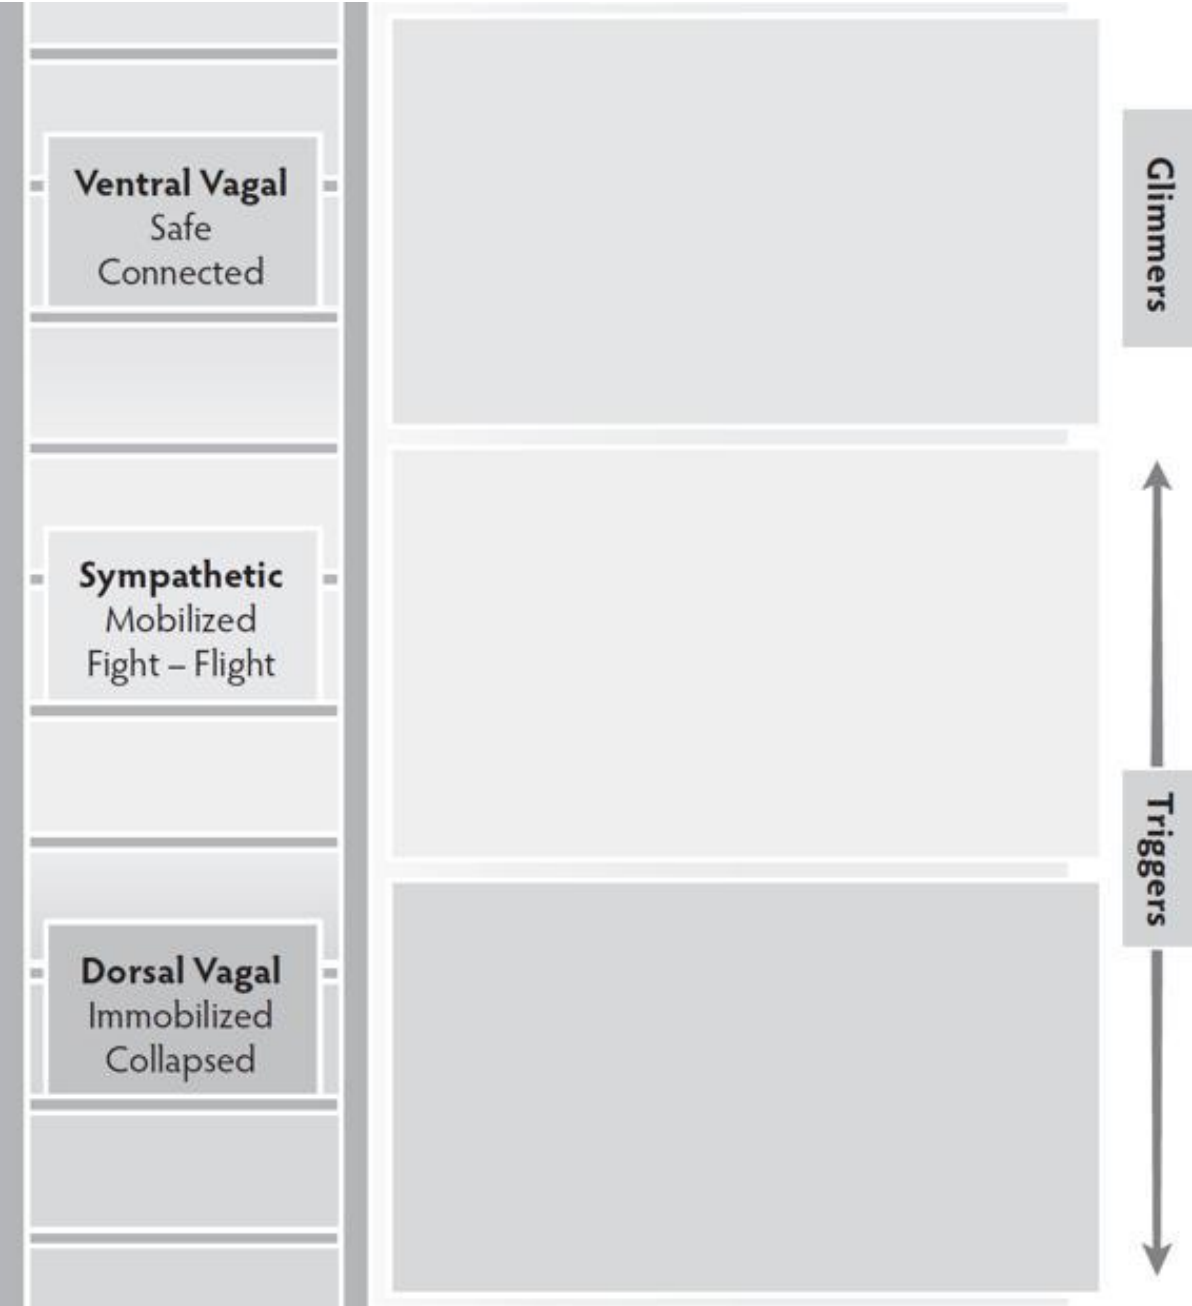 Ventral Vagal
Safe
Connected
Glimmers
Sympathetic
Mobilized
Fight – Flight
Triggers
Dorsal Vagal
Immobilized
Collapsed